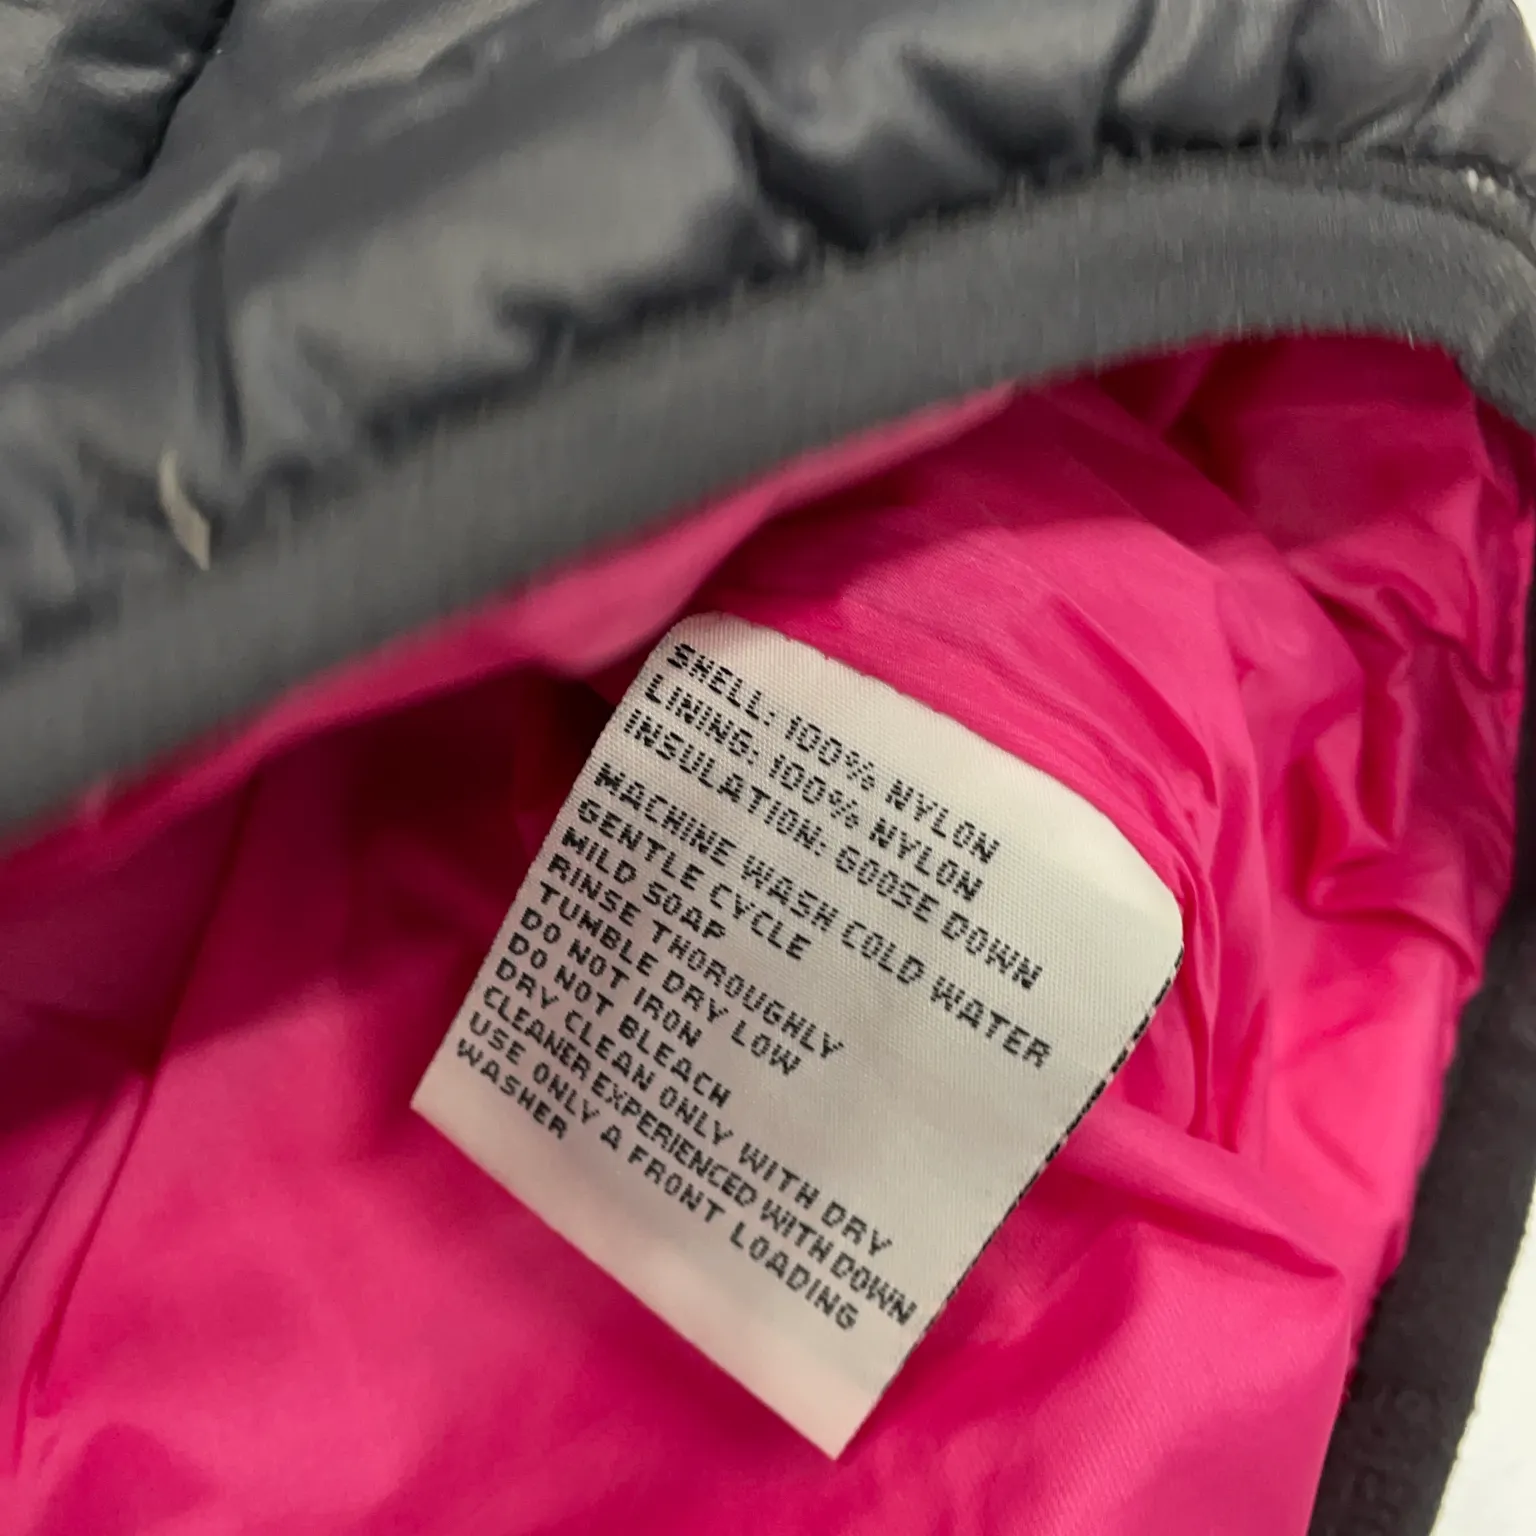 SHELL: 100% NYLON
LINING: 100% NYLON
INSULATION: GOOSE DOWN
MACHINE WASH COLD WATER
GENTLE CYCLE
MILD SOAP
RINSE THOROUGHLY
TUMBLE DRY LOW
DO NOT IRON
DO NOT BLEACH
DRY CLEAN ONLY WITH DRY
CLEANER EXPERIENCED WITH DOWN
USE ONLY A FRONT LOADING
WASHER